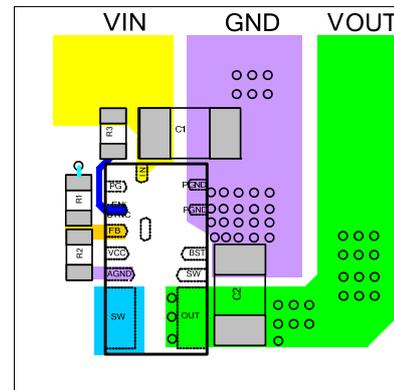 VIN GND VOUT
R3
C1
IN
PG
PGND
R1
EN/
SYNC
PGND
FB
R2
VCC
BST
AGND
SW
C2
SW
OUT